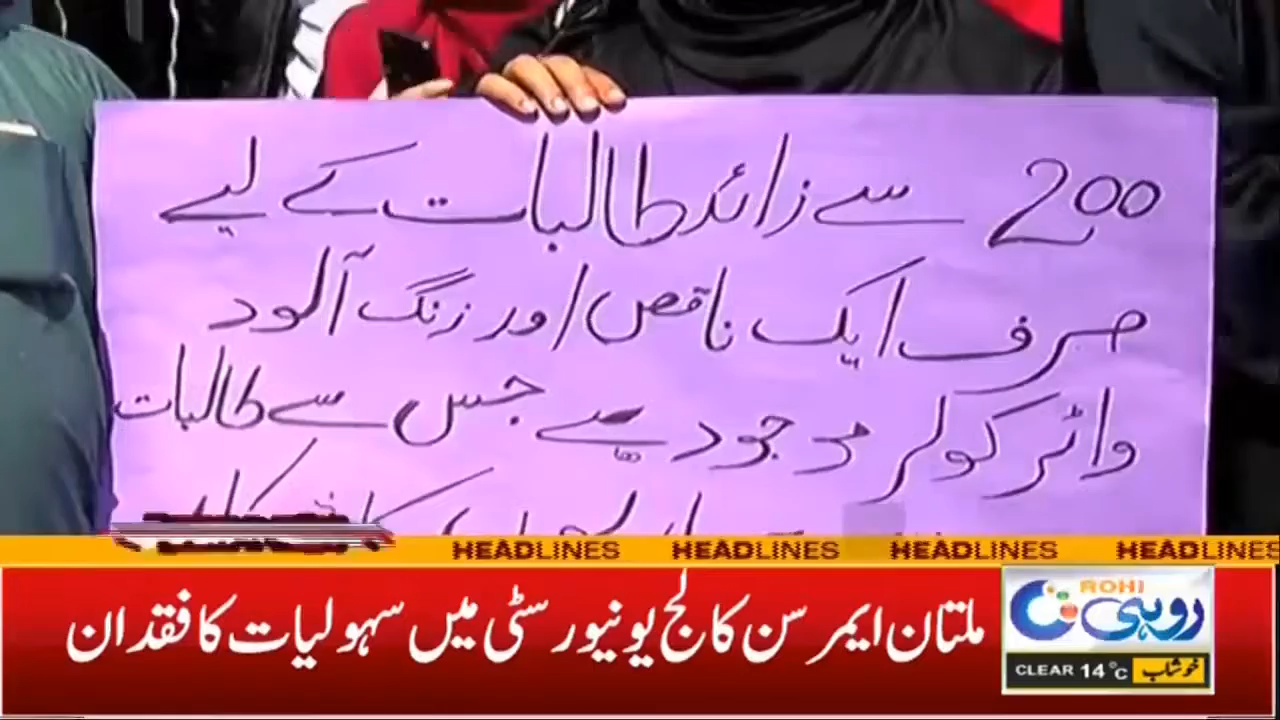 200 سے زائد طالبات کے لیے
صرف ایک ناقص اور زنگ آلود
واٹر کولر موجود ہے جس سے طالبات
HEADLINES HEADLINES HEADLINES HEADLINES
ملتان ایمرسن کالج یونیورسٹی میں سہولیات کا فقدان
ROHI
روہی
CLEAR 14°C خوشاب